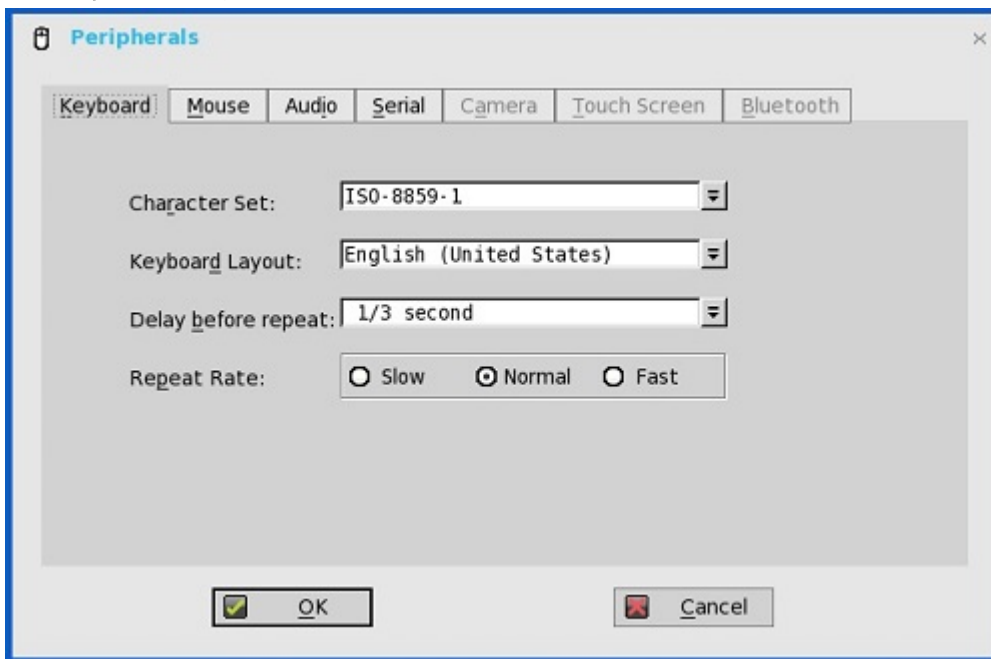 Peripherals
Keyboard Mouse Audio Serial Camera Touch Screen Bluetooth
Character Set: ISO-8859-1
Keyboard Layout: English (United States)
Delay before repeat: 1/3 second
Repeat Rate: Slow Normal Fast
OK Cancel